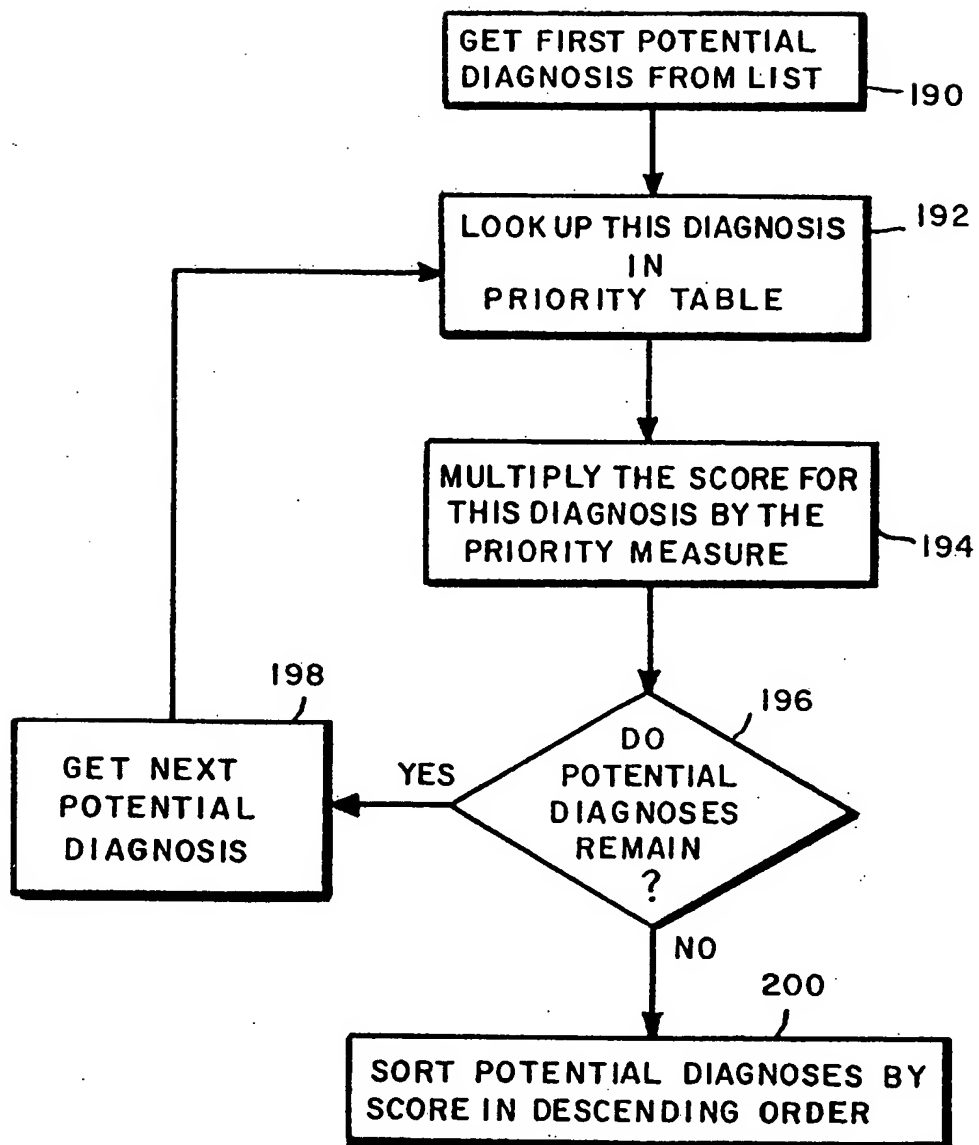 GET FIRST POTENTIAL
DIAGNOSIS FROM LIST
190
LOOK UP THIS DIAGNOSIS
IN
PRIORITY TABLE
192
MULTIPLY THE SCORE FOR
THIS DIAGNOSIS BY THE
PRIORITY MEASURE
194
198
GET NEXT
POTENTIAL
DIAGNOSIS
YES
196
DO
POTENTIAL
DIAGNOSES
REMAIN
?
NO
200
SORT POTENTIAL DIAGNOSES BY
SCORE IN DESCENDING ORDER